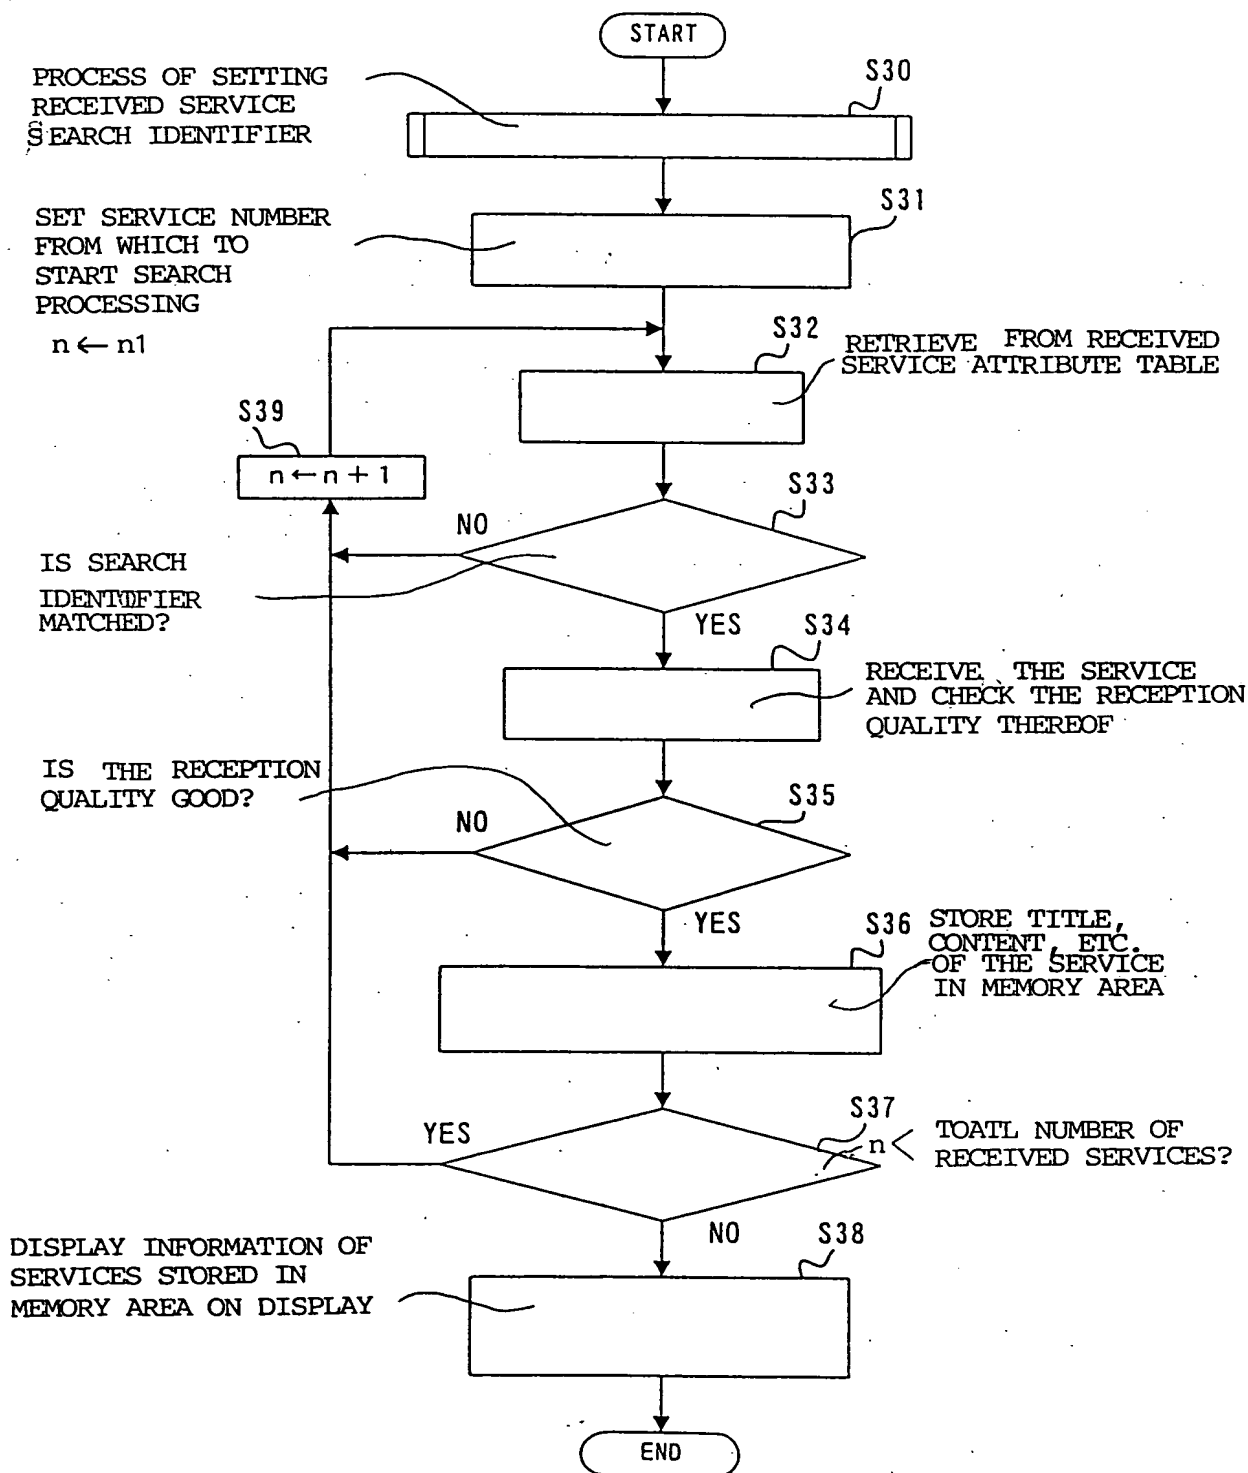 START
S30
PROCESS OF SETTING
RECEIVED SERVICE
SEARCH IDENTIFIER
S31
SET SERVICE NUMBER
FROM WHICH TO
START SEARCH
PROCESSING
n ← n1
S32
RETRIEVE FROM RECEIVED
SERVICE ATTRIBUTE TABLE
S39
n ← n + 1
S33
NO
IS SEARCH
IDENTIFIER
MATCHED?
YES
S34
RECEIVE THE SERVICE
AND CHECK THE RECEPTION
QUALITY THEREOF
IS THE RECEPTION
QUALITY GOOD?
S35
NO
YES
S36
STORE TITLE,
CONTENT, ETC.
OF THE SERVICE
IN MEMORY AREA
S37
YES
n <
TOATL NUMBER OF
RECEIVED SERVICES?
NO
S38
DISPLAY INFORMATION OF
SERVICES STORED IN
MEMORY AREA ON DISPLAY
END